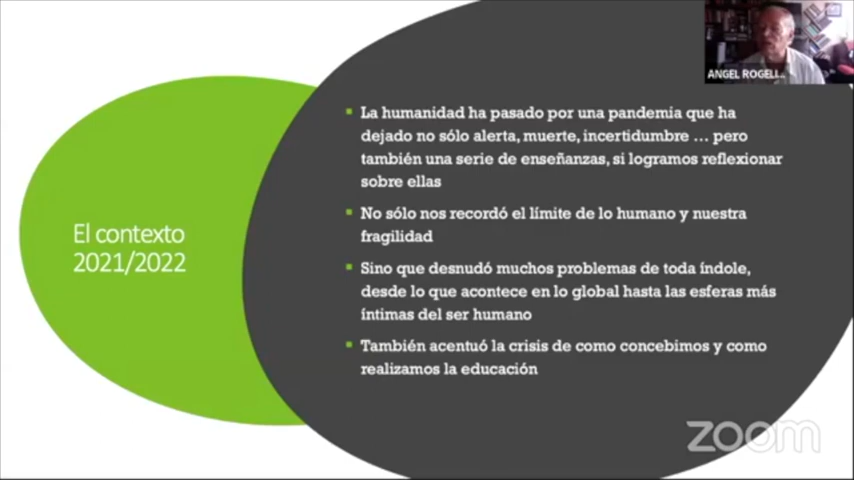 ANGEL ROGELI...
La humanidad ha pasado por una pandemia que ha
dejado no sólo alerta, muerte, incertidumbre ... pero
también una serie de enseñanzas, si logramos reflexionar
sobre ellas
No sólo nos recordó el límite de lo humano y nuestra
fragilidad
Sino que desnudó muchos problemas de toda índole,
desde lo que acontece en lo global hasta las esferas más
íntimas del ser humano
También acentuó la crisis de como concebimos y como
realizamos la educación
El contexto
2021/2022
zoom